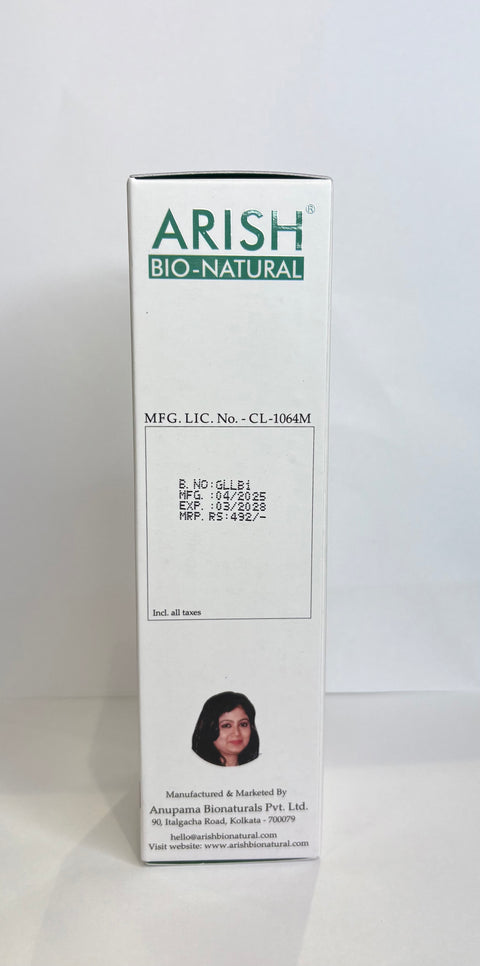 ARISH®
BIO-NATURAL
MFG. LIC. No. - CL-1064M
B. NO:GLLB1
MFG. :04/2025
EXP. :03/2028
MRP. RS:492/-
Incl. all taxes
Manufactured & Marketed By
Anupama Bionaturals Pvt. Ltd.
90, Italgacha Road, Kolkata - 700079
hello@arishbionatural.com
Visit website: www.arishbionatural.com